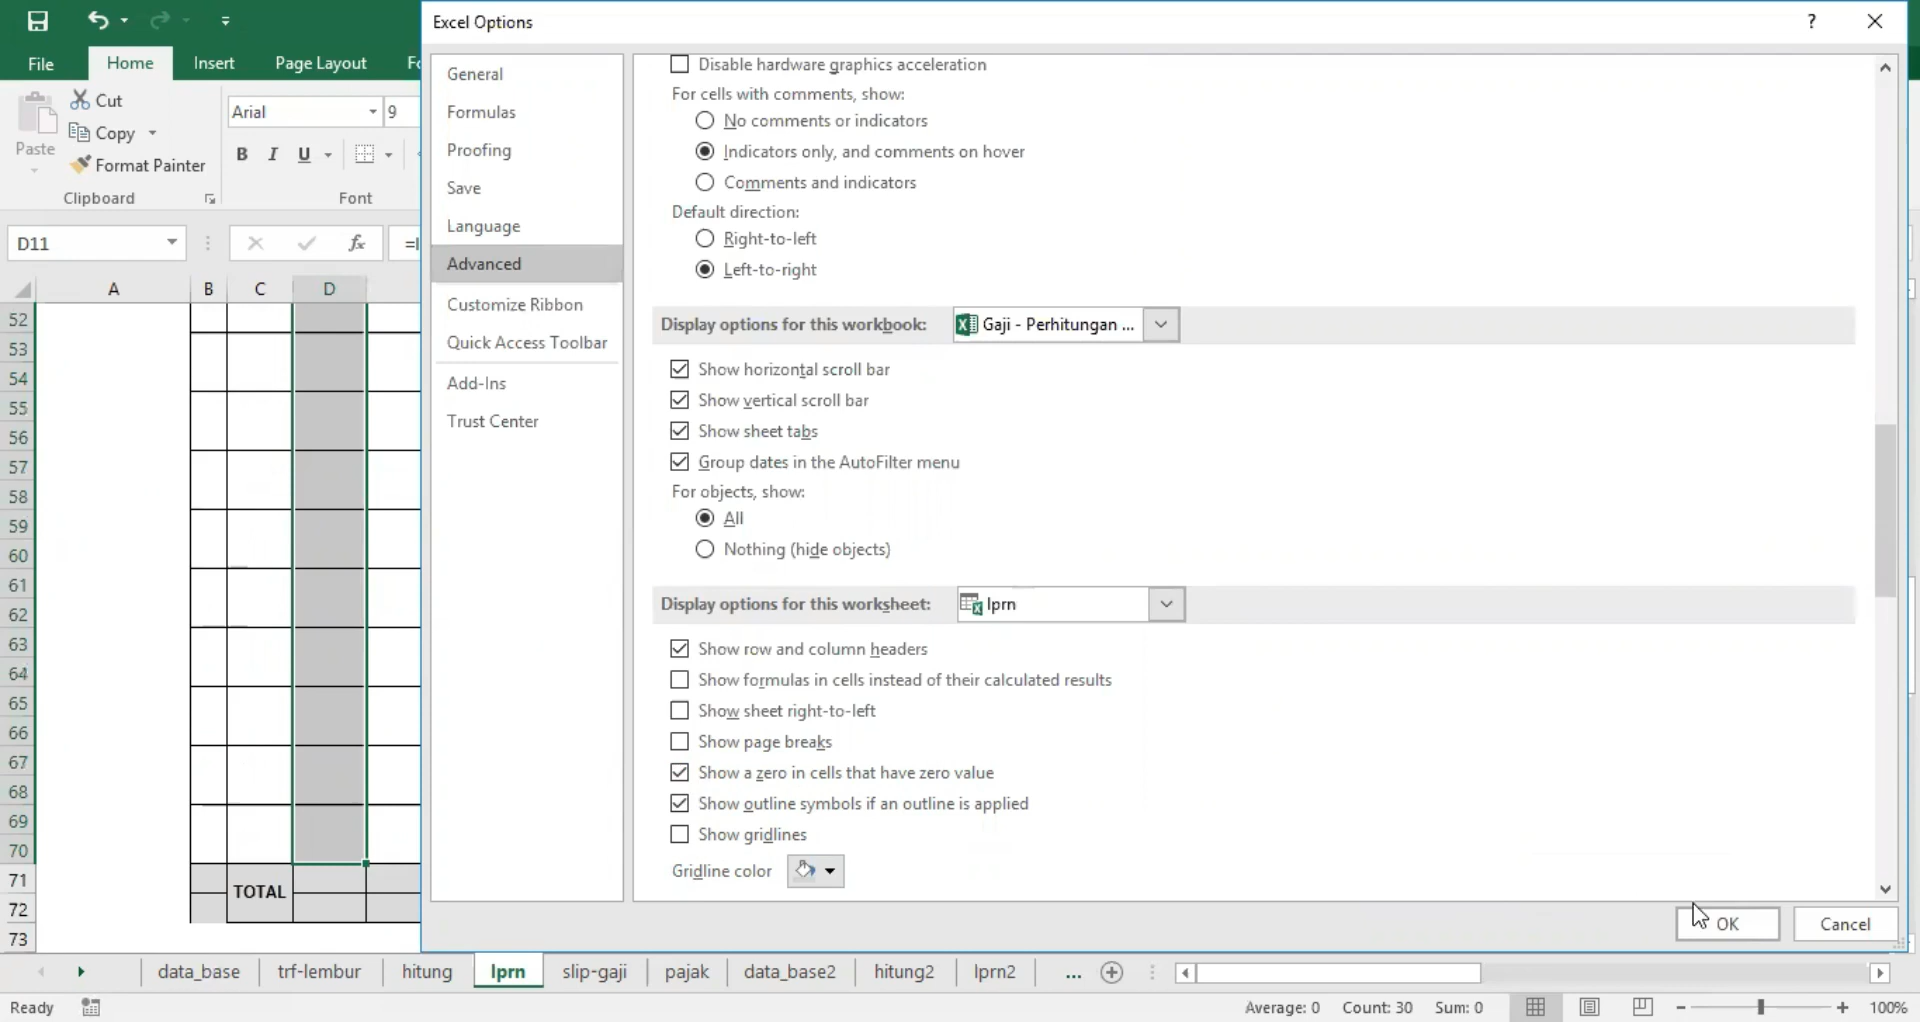 Excel Options
?
File
Home
Insert
Page Layout
Cut
Copy
Format Painter
Paste
Clipboard
Arial
9
B I U
Font
D11
fx
A B C D
52
53
54
55
56
57
58
59
60
61
62
63
64
65
66
67
68
69
70
71
72
73
TOTAL
General
Formulas
Proofing
Save
Language
Advanced
Customize Ribbon
Quick Access Toolbar
Add-Ins
Trust Center
Disable hardware graphics acceleration
For cells with comments, show:
No comments or indicators
Indicators only, and comments on hover
Comments and indicators
Default direction:
Right-to-left
Left-to-right
Display options for this workbook: Gaji - Perhitungan ...
Show horizontal scroll bar
Show vertical scroll bar
Show sheet tabs
Group dates in the AutoFilter menu
For objects, show:
All
Nothing (hide objects)
Display options for this worksheet: lprn
Show row and column headers
Show formulas in cells instead of their calculated results
Show sheet right-to-left
Show page breaks
Show a zero in cells that have zero value
Show outline symbols if an outline is applied
Show gridlines
Gridline color
OK Cancel
data_base trf-lembur hitung lprn slip-gaji pajak data_base2 hitung2 lprn2 ...
Ready Average: 0 Count: 30 Sum: 0 100%